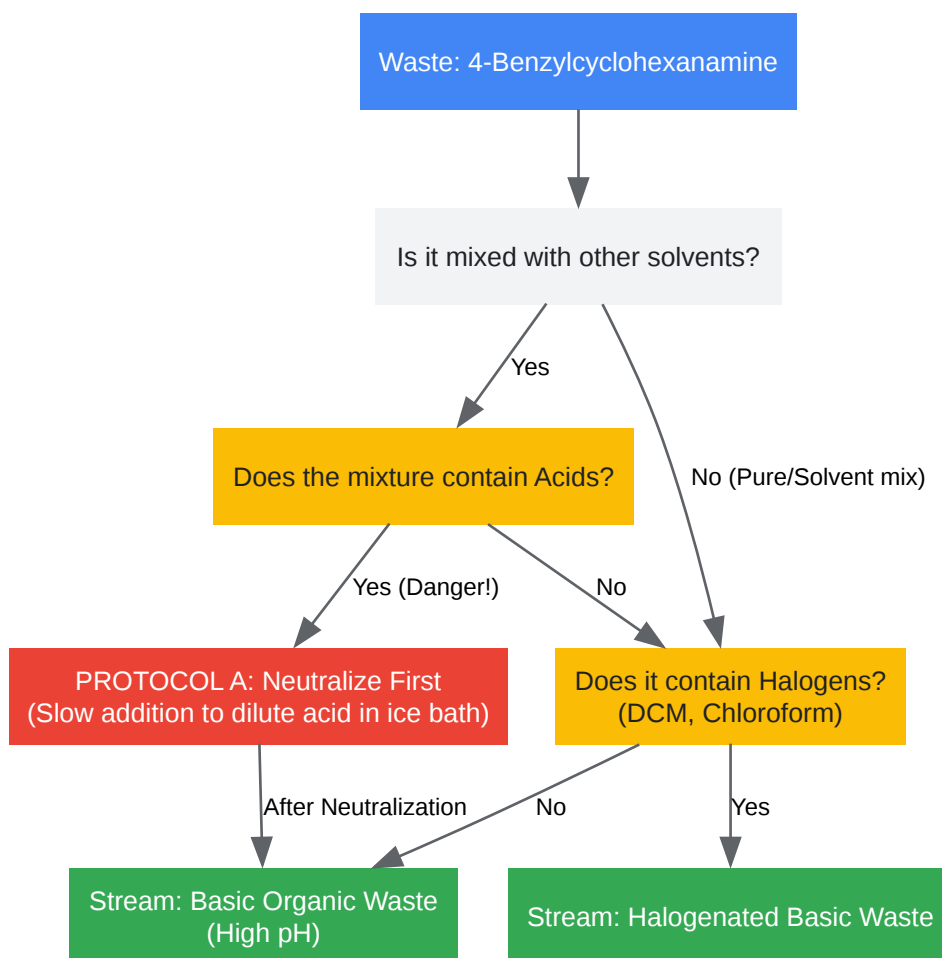 Waste: 4-Benzylcyclohexanamine
Is it mixed with other solvents?
Yes
Does the mixture contain Acids?
No (Pure/Solvent mix)
Yes (Danger!)
No
PROTOCOL A: Neutralize First
(Slow addition to dilute acid in ice bath)
Does it contain Halogens?
(DCM, Chloroform)
After Neutralization
No
Yes
Stream: Basic Organic Waste
(High pH)
Stream: Halogenated Basic Waste